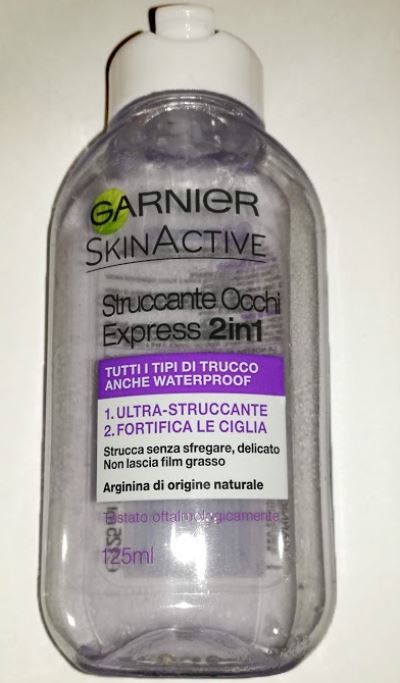 GARNIER
SKINACTIVE
Struccante Occhi
Express 2in1
TUTTI I TIPI DI TRUCCO
ANCHE WATERPROOF
1. ULTRA-STRUCCANTE
2. FORTIFICA LE CIGLIA
Strucca senza sfregare, delicato
Non lascia film grasso
Arginina di origine naturale
Testato oftalmologicamente
125ml